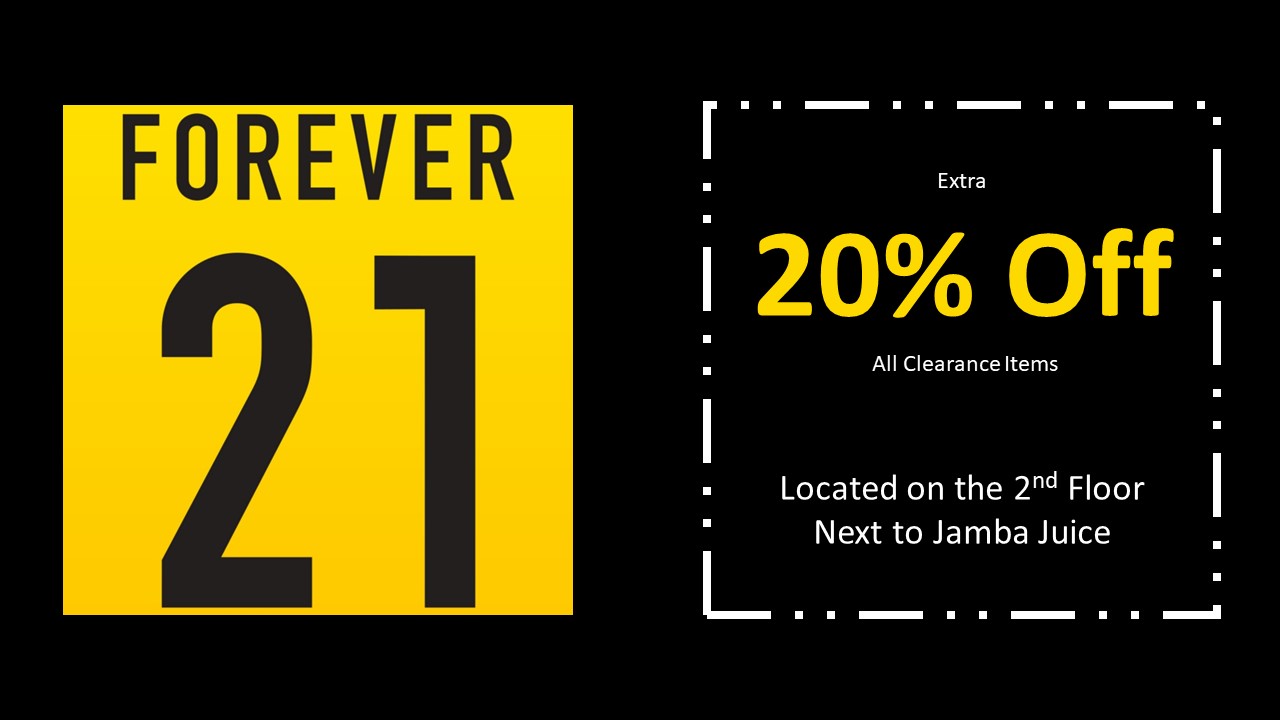 FOREVER
21
Extra
20% Off
All Clearance Items
Located on the 2nd Floor
Next to Jamba Juice